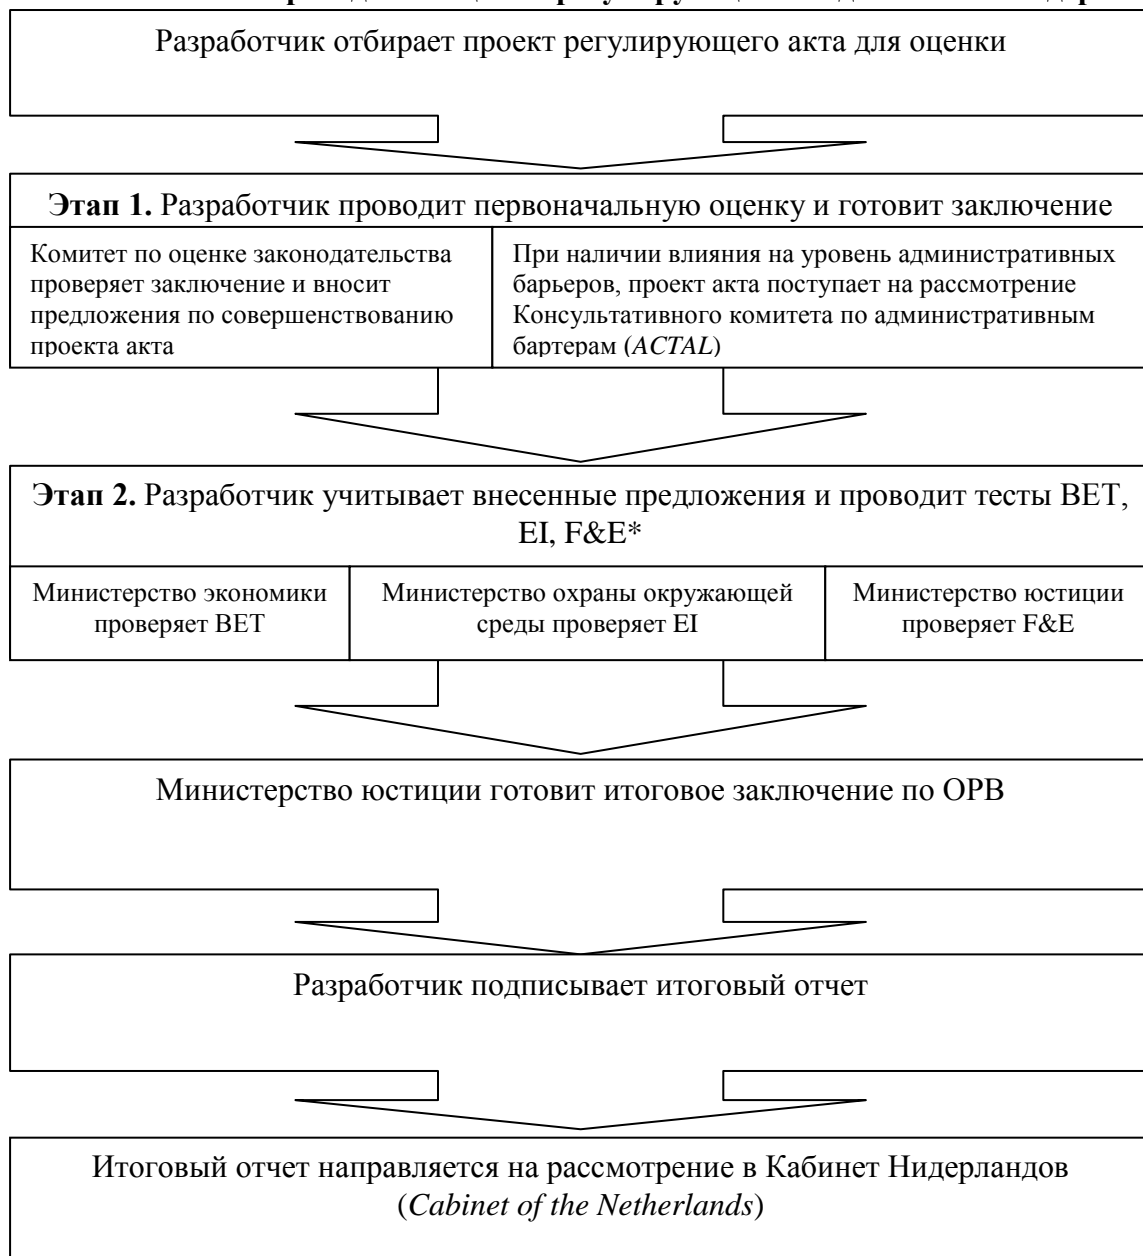 Разработчик отбирает проект регулирующего акта для оценки
Этап 1. Разработчик проводит первоначальную оценку и готовит заключение
Комитет по оценке законодательства
проверяет заключение и вносит
предложения по совершенствованию
проекта акта
При наличии влияния на уровень административных
барьеров, проект акта поступает на рассмотрение
Консультативного комитета по административным
бартерам (ACTAL)
Этап 2. Разработчик учитывает внесенные предложения и проводит тесты BET,
EI, F&E*
Министерство экономики
проверяет BET
Министерство охраны окружающей
среды проверяет EI
Министерство юстиции
проверяет F&E
Министерство юстиции готовит итоговое заключение по ОРВ
Разработчик подписывает итоговый отчет
Итоговый отчет направляется на рассмотрение в Кабинет Нидерландов
(Cabinet of the Netherlands)